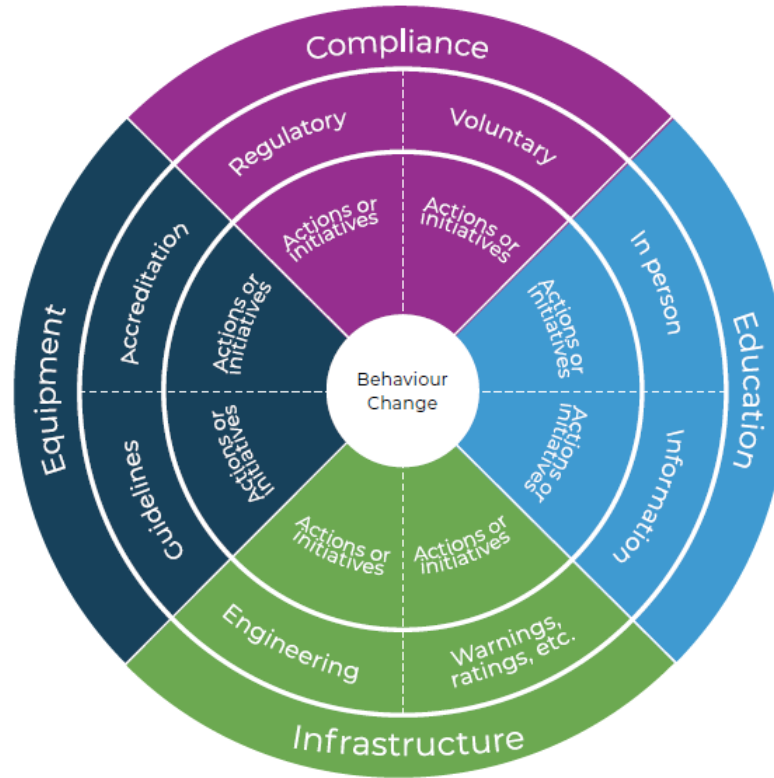 Compliance
Regulatory
Voluntary
Actions or
initiatives
Actions or
initiatives
Equipment
Accreditation
Guidelines
Actions or
initiatives
Actions or
initiatives
Behaviour
Change
Actions or
initiatives
Actions or
initiatives
In person
Information
Education
Actions or
initiatives
Actions or
initiatives
Engineering
Warnings,
ratings, etc.
Infrastructure